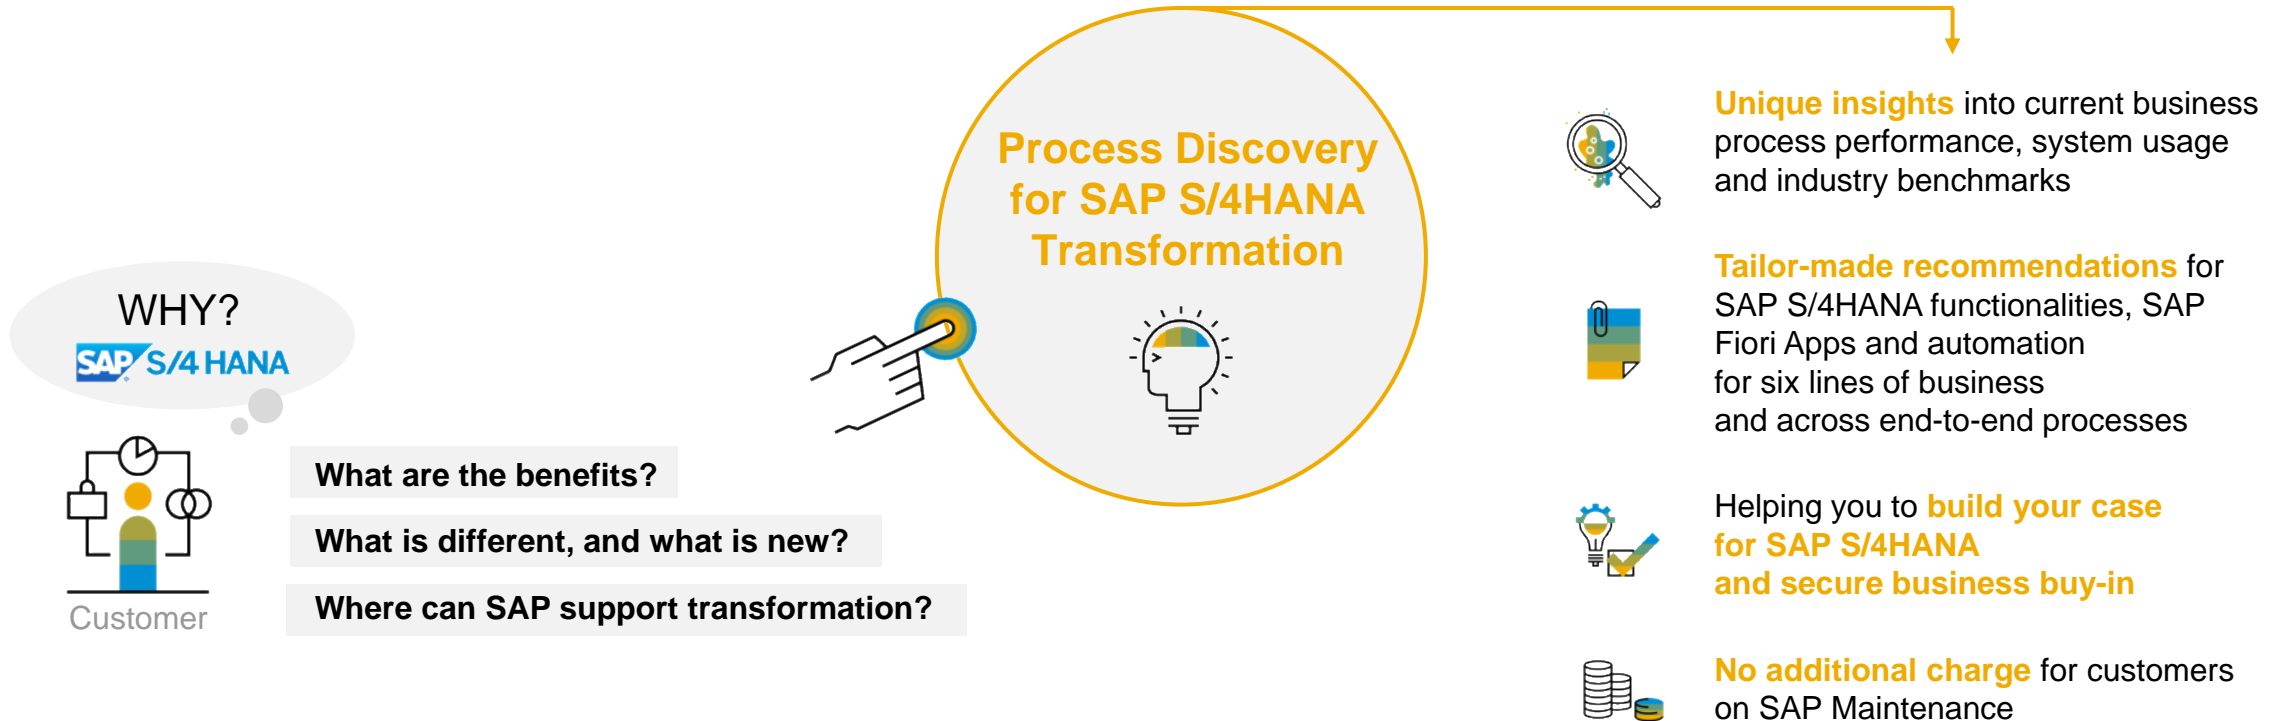 WHY?
SAP S/4 HANA
Customer
What are the benefits?
What is different, and what is new?
Where can SAP support transformation?
Process Discovery
for SAP S/4HANA
Transformation
Unique insights into current business
process performance, system usage
and industry benchmarks
Tailor-made recommendations for
SAP S/4HANA functionalities, SAP
Fiori Apps and automation
for six lines of business
and across end-to-end processes
Helping you to build your case
for SAP S/4HANA
and secure business buy-in
No additional charge for customers
on SAP Maintenance